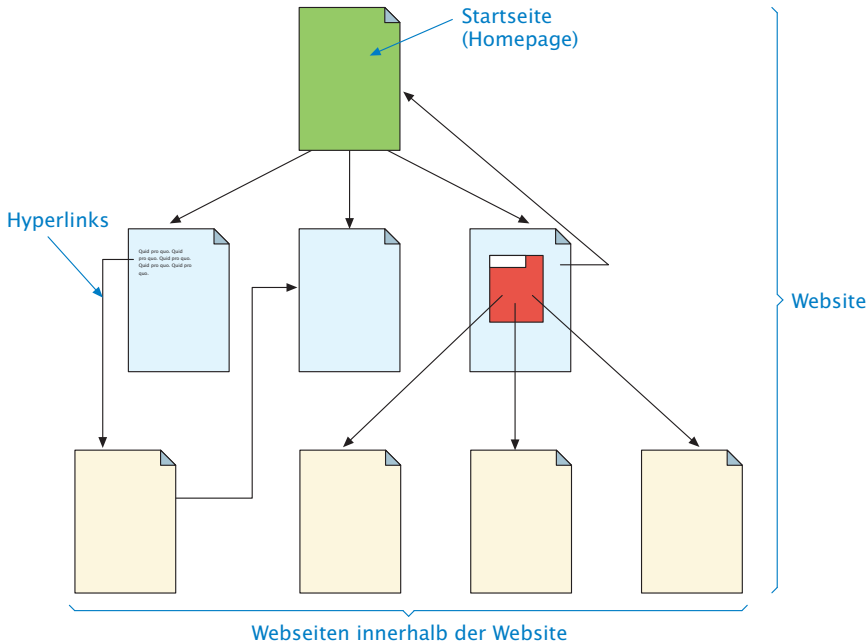 Startseite
(Homepage)
Hyperlinks
Quid pro quo. Quid
pro quo. Quid pro quo.
Quid pro quo. Quid pro
quo.
Website
Webseiten innerhalb der Website